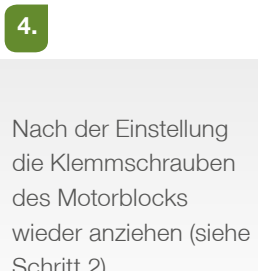 4.
Nach der Einstellung
die Klemmschrauben
des Motorblocks
wieder anziehen (siehe
Schritt 2)